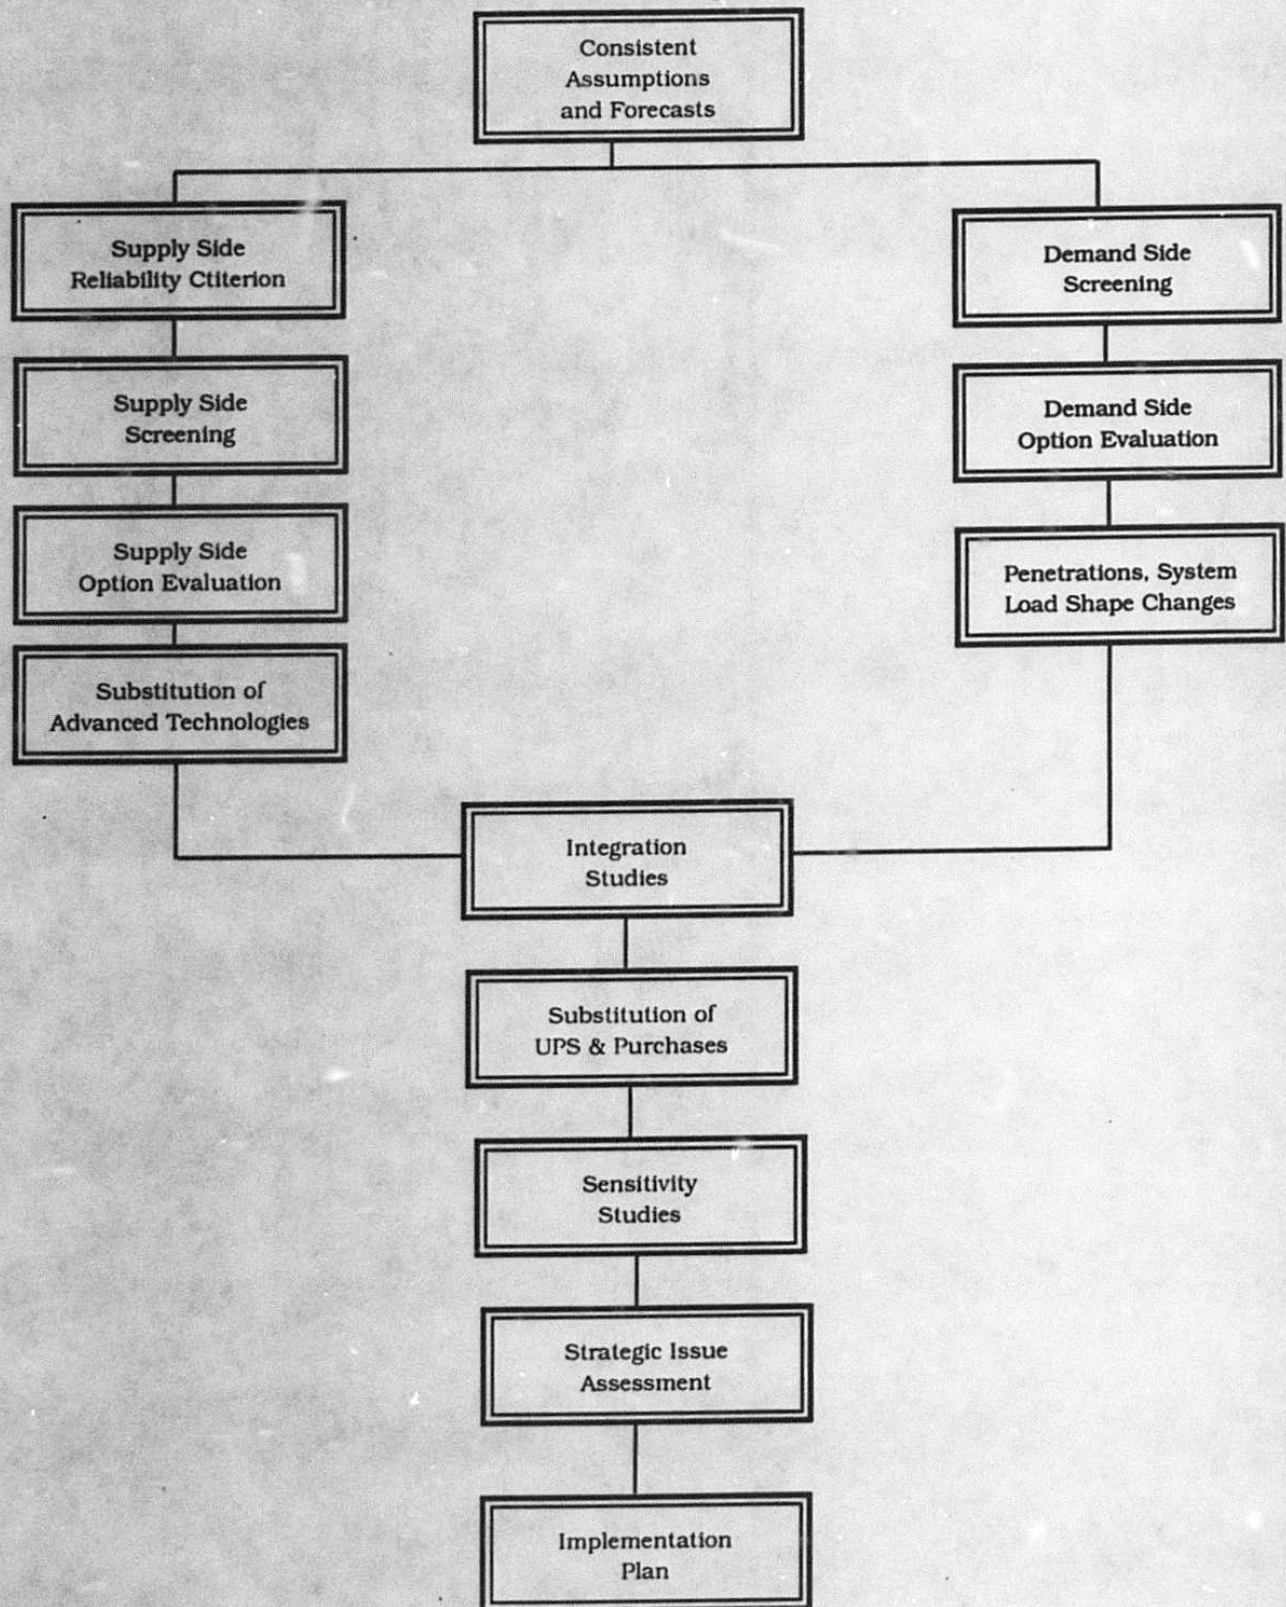 Consistent
Assumptions
and Forecasts
Supply Side
Reliability Ctiterion
Supply Side
Screening
Supply Side
Option Evaluation
Substitution of
Advanced Technologies
Demand Side
Screening
Demand Side
Option Evaluation
Penetrations, System
Load Shape Changes
Integration
Studies
Substitution of
UPS & Purchases
Sensitivity
Studies
Strategic Issue
Assessment
Implementation
Plan